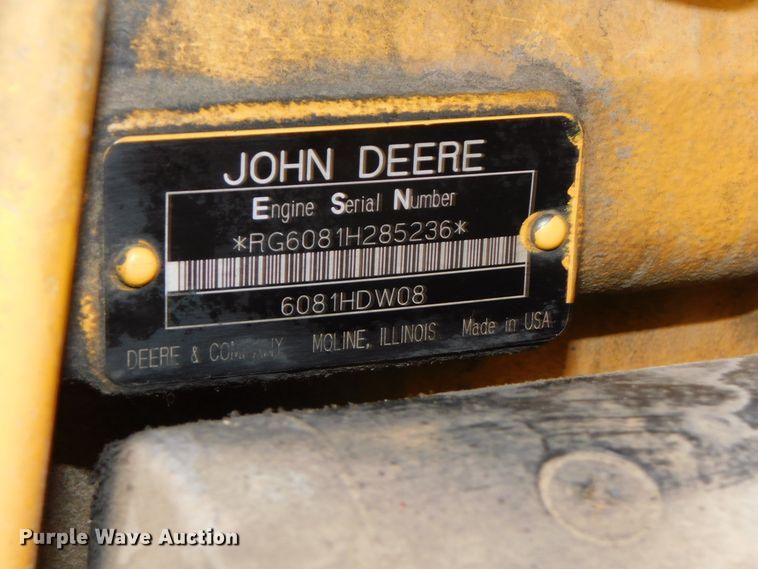 JOHN DEERE
Engine Serial Number
*RG6081H285236*
6081HDW08
DEERE & COMPANY MOLINE, ILLINOIS Made in USA
Purple Wave Auction